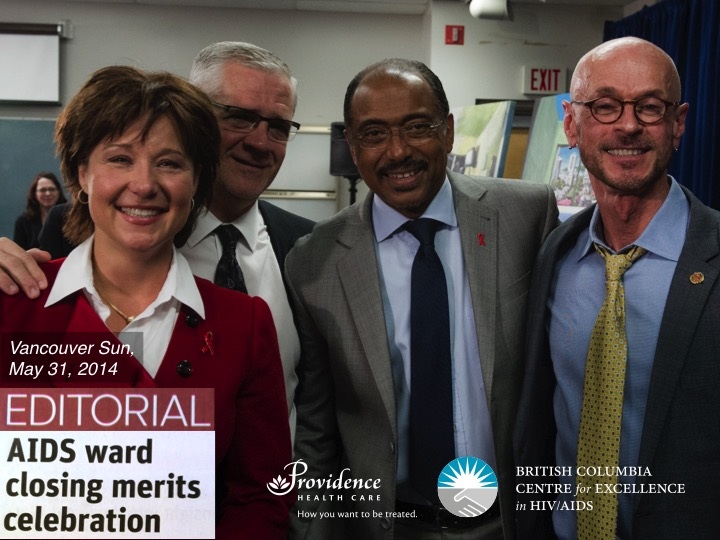 EXIT
Vancouver Sun,
May 31, 2014
EDITORIAL
AIDS ward
closing merits
celebration
Providence
HEALTH CARE
How you want to be treated.
BRITISH COLUMBIA
CENTRE for EXCELLENCE
in HIV/AIDS